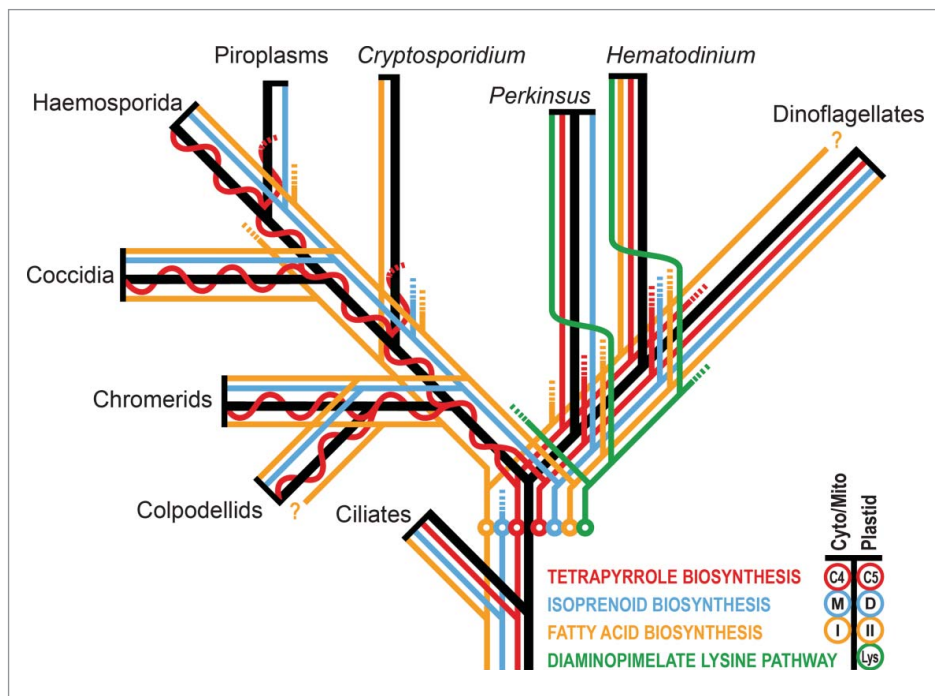 Piroplasms
Cryptosporidium
Hematodinium
Haemosporida
Perkinsus
Dinoflagellates
?
Coccidia
Chromerids
Colpodellids
?
Ciliates
Cyto/Mito
Plastid
TETRAPYRROLE BIOSYNTHESIS C4 C5
ISOPRENOID BIOSYNTHESIS M D
FATTY ACID BIOSYNTHESIS I II
DIAMINOPIMELATE LYSINE PATHWAY Lys